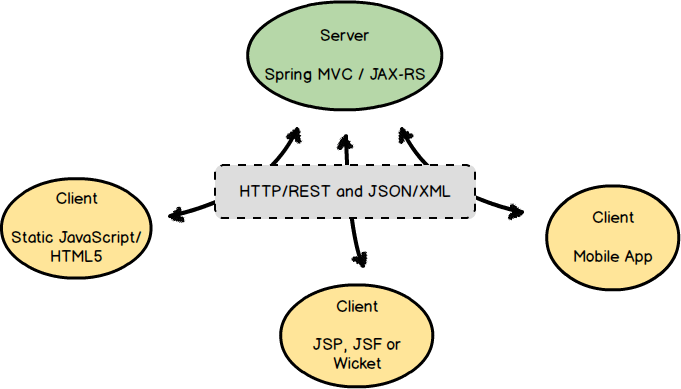 Server
Spring MVC / JAX-RS
HTTP/REST and JSON/XML
Client
Static JavaScript/
HTML5
Client
JSP, JSF or
Wicket
Client
Mobile App